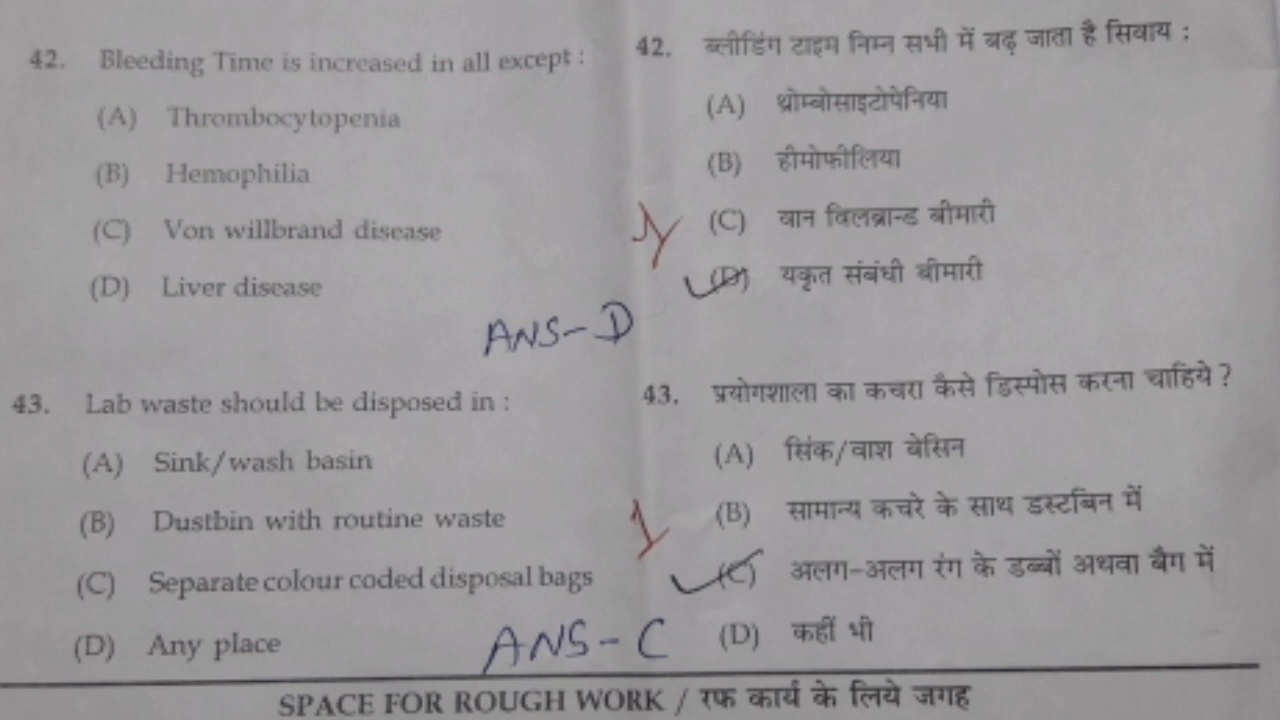 42. Bleeding Time is increased in all except :
(A) Thrombocytopenia
(B) Hemophilia
(C) Von willbrand disease
(D) Liver disease
ANS-D
43. Lab waste should be disposed in :
(A) Sink/wash basin
(B) Dustbin with routine waste
(C) Separate colour coded disposal bags
(D) Any place
ANS-C
42. ब्लीडिंग टाइम निम्न सभी में बढ़ जाता है सिवाय :
(A) थ्रोम्बोसाइटोपेनिया
(B) हीमोफीलिया
(C) वान विलब्रान्ड बीमारी
(D) यकृत संबंधी बीमारी
43. प्रयोगशाला का कचरा कैसे डिस्पोस करना चाहिये ?
(A) सिंक/वाश बेसिन
(B) सामान्य कचरे के साथ डस्टबिन में
(C) अलग-अलग रंग के डब्बों अथवा बैग में
(D) कहीं भी
SPACE FOR ROUGH WORK / रफ कार्य के लिये जगह